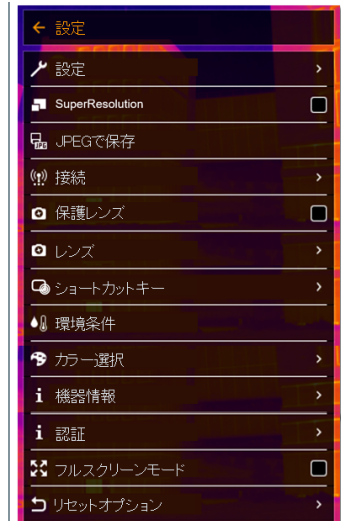 設定
設定
SuperResolution
JPEGで保存
接続
保護レンズ
レンズ
ショートカットキー
環境条件
カラー選択
機器情報
認証
フルスクリーンモード
リセットオプション